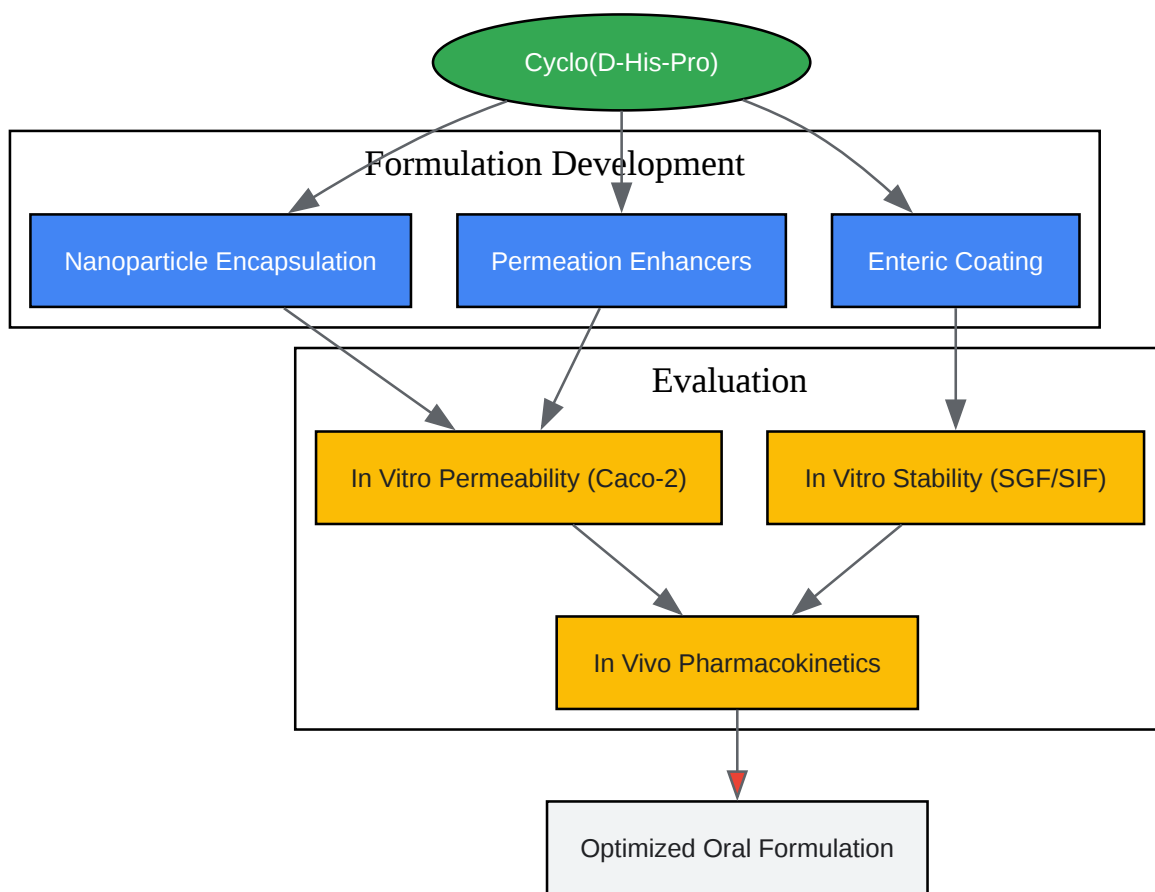 Cyclo(D-His-Pro)
Formulation Development
Nanoparticle Encapsulation
Permeation Enhancers
Enteric Coating
Evaluation
In Vitro Permeability (Caco-2)
In Vitro Stability (SGF/SIF)
In Vivo Pharmacokinetics
Optimized Oral Formulation